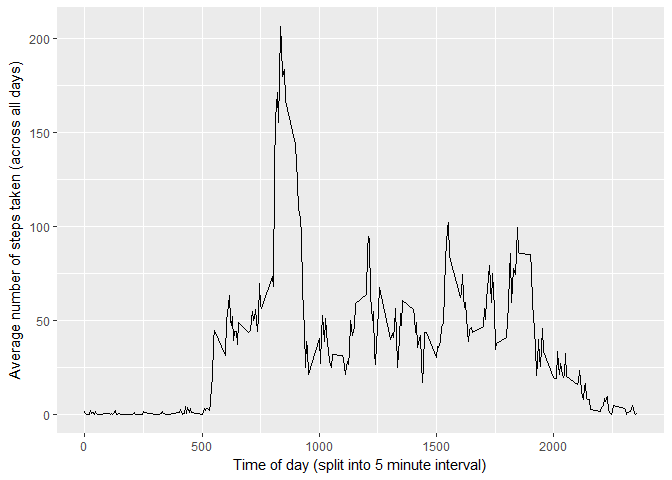 Average number of steps taken (across all days)
200
150
100
50
0
0 500 1000 1500 2000
Time of day (split into 5 minute interval)